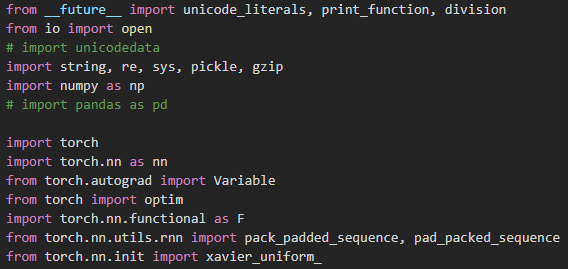 from __future__ import unicode_literals, print_function, division
from io import open
# import unicodedata
import string, re, sys, pickle, gzip
import numpy as np
# import pandas as pd
import torch
import torch.nn as nn
from torch.autograd import Variable
from torch import optim
import torch.nn.functional as F
from torch.nn.utils.rnn import pack_padded_sequence, pad_packed_sequence
from torch.nn.init import xavier_uniform_